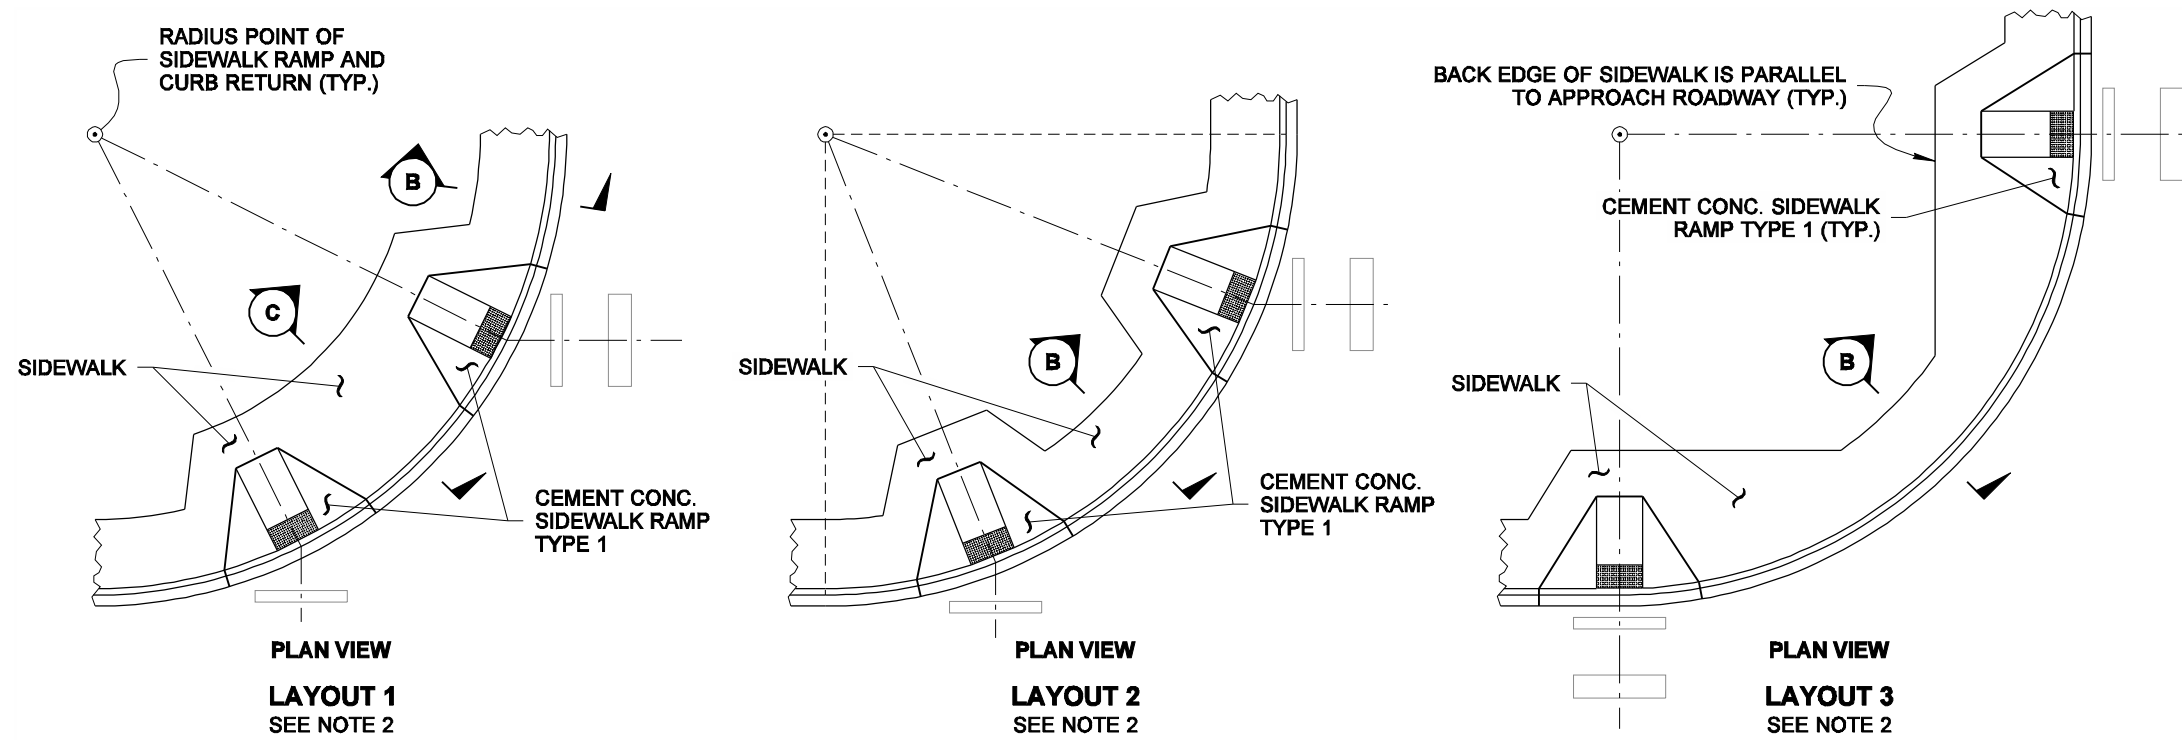 RADIUS POINT OF
SIDEWALK RAMP AND
CURB RETURN (TYP.)
B
C
SIDEWALK
CEMENT CONC.
SIDEWALK RAMP
TYPE 1
PLAN VIEW
LAYOUT 1
SEE NOTE 2
B
SIDEWALK
CEMENT CONC.
SIDEWALK RAMP
TYPE 1
PLAN VIEW
LAYOUT 2
SEE NOTE 2
BACK EDGE OF SIDEWALK IS PARALLEL
TO APPROACH ROADWAY (TYP.)
CEMENT CONC. SIDEWALK
RAMP TYPE 1 (TYP.)
B
SIDEWALK
PLAN VIEW
LAYOUT 3
SEE NOTE 2